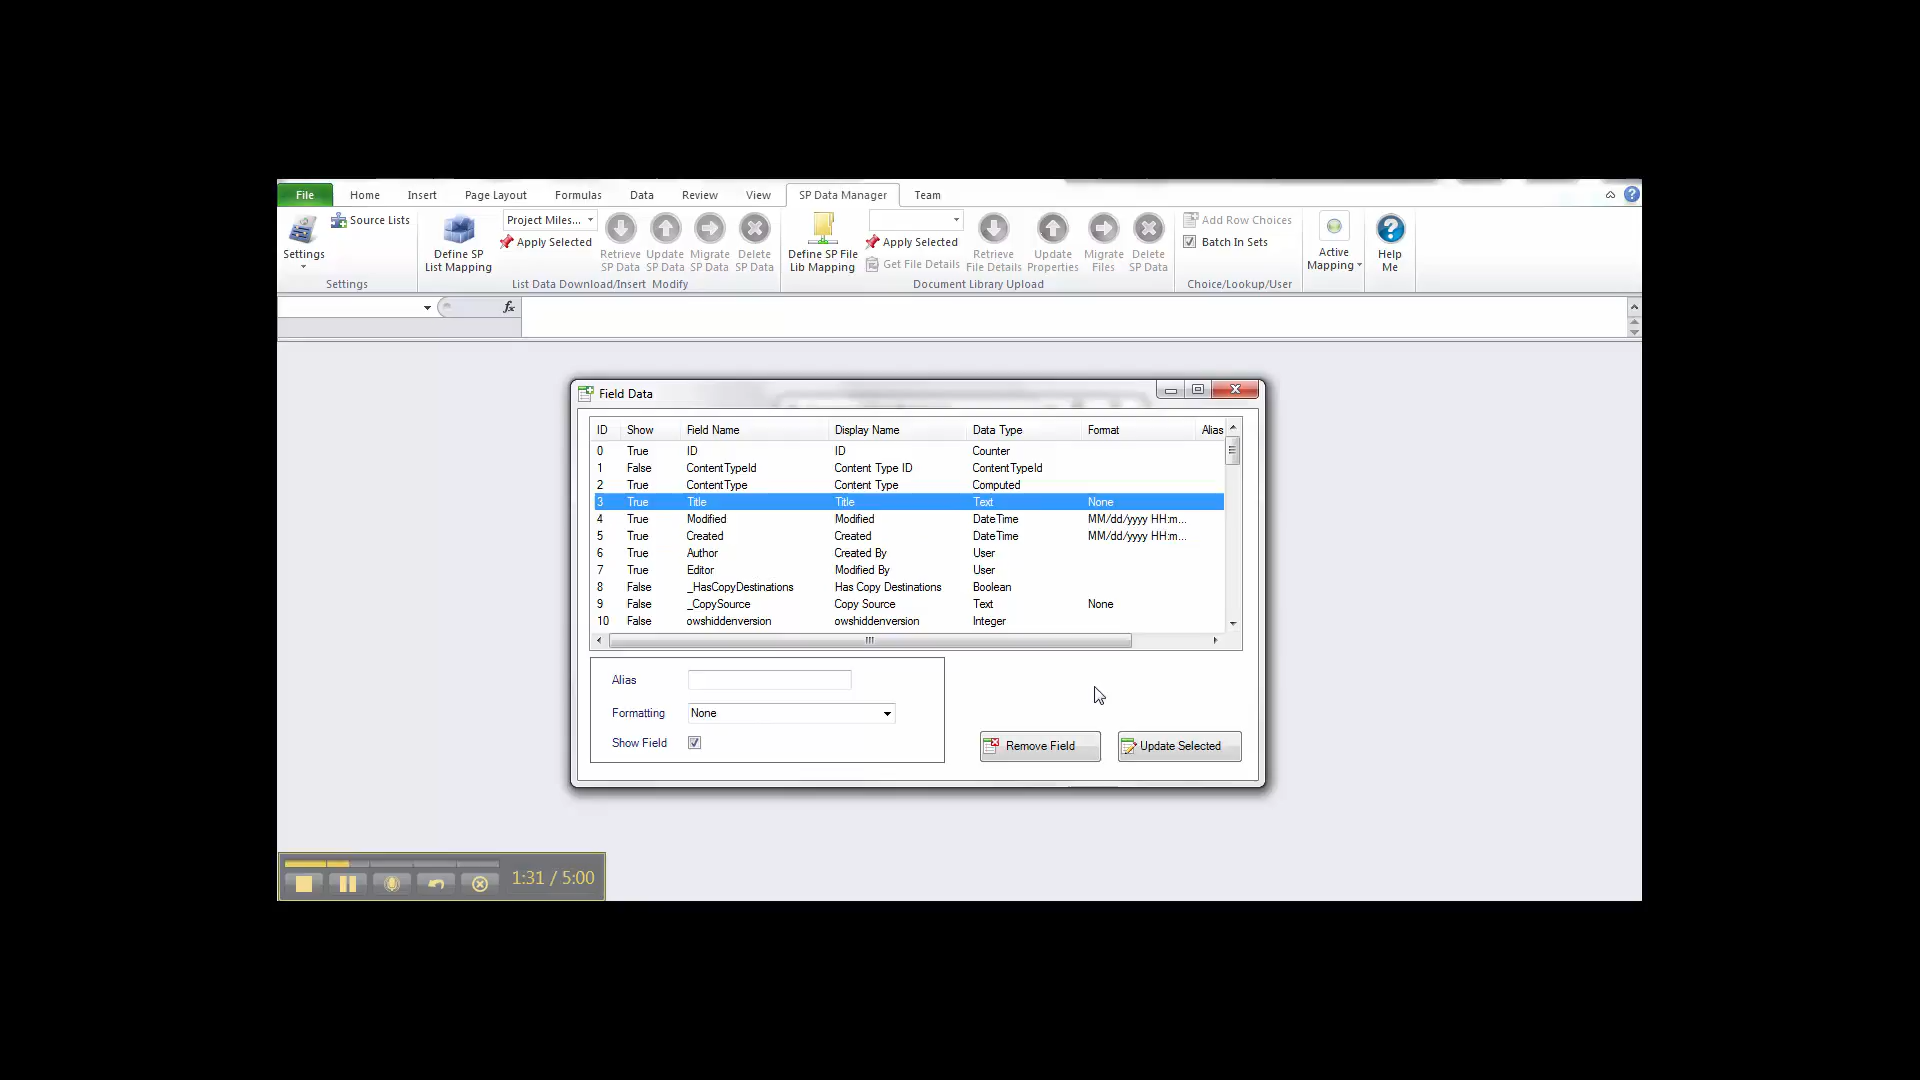 File Home Insert Page Layout Formulas Data Review View SP Data Manager Team
Settings
Source Lists
Settings
Define SP
List Mapping
Project Miles...
Apply Selected
Retrieve
SP Data
Update
SP Data
Migrate
SP Data
Delete
SP Data
List Data Download/Insert Modify
Define SP File
Lib Mapping
Apply Selected
Get File Details
Retrieve
File Details
Update
Properties
Migrate
Files
Delete
SP Data
Document Library Upload
Add Row Choices
Batch In Sets
Choice/Lookup/User
Active
Mapping
Help
Me
fx
Field Data
ID Show Field Name Display Name Data Type Format Alias
0 True ID ID Counter
1 False ContentTypeId Content Type ID ContentTypeId
2 True ContentType Content Type Computed
3 True Title Title Text None
4 True Modified Modified DateTime MM/dd/yyyy HH:m...
5 True Created Created DateTime MM/dd/yyyy HH:m...
6 True Author Created By User
7 True Editor Modified By User
8 False _HasCopyDestinations Has Copy Destinations Boolean
9 False _CopySource Copy Source Text None
10 False owshiddenversion owshiddenversion Integer
Alias
Formatting None
Show Field
Remove Field Update Selected
1:31 / 5:00